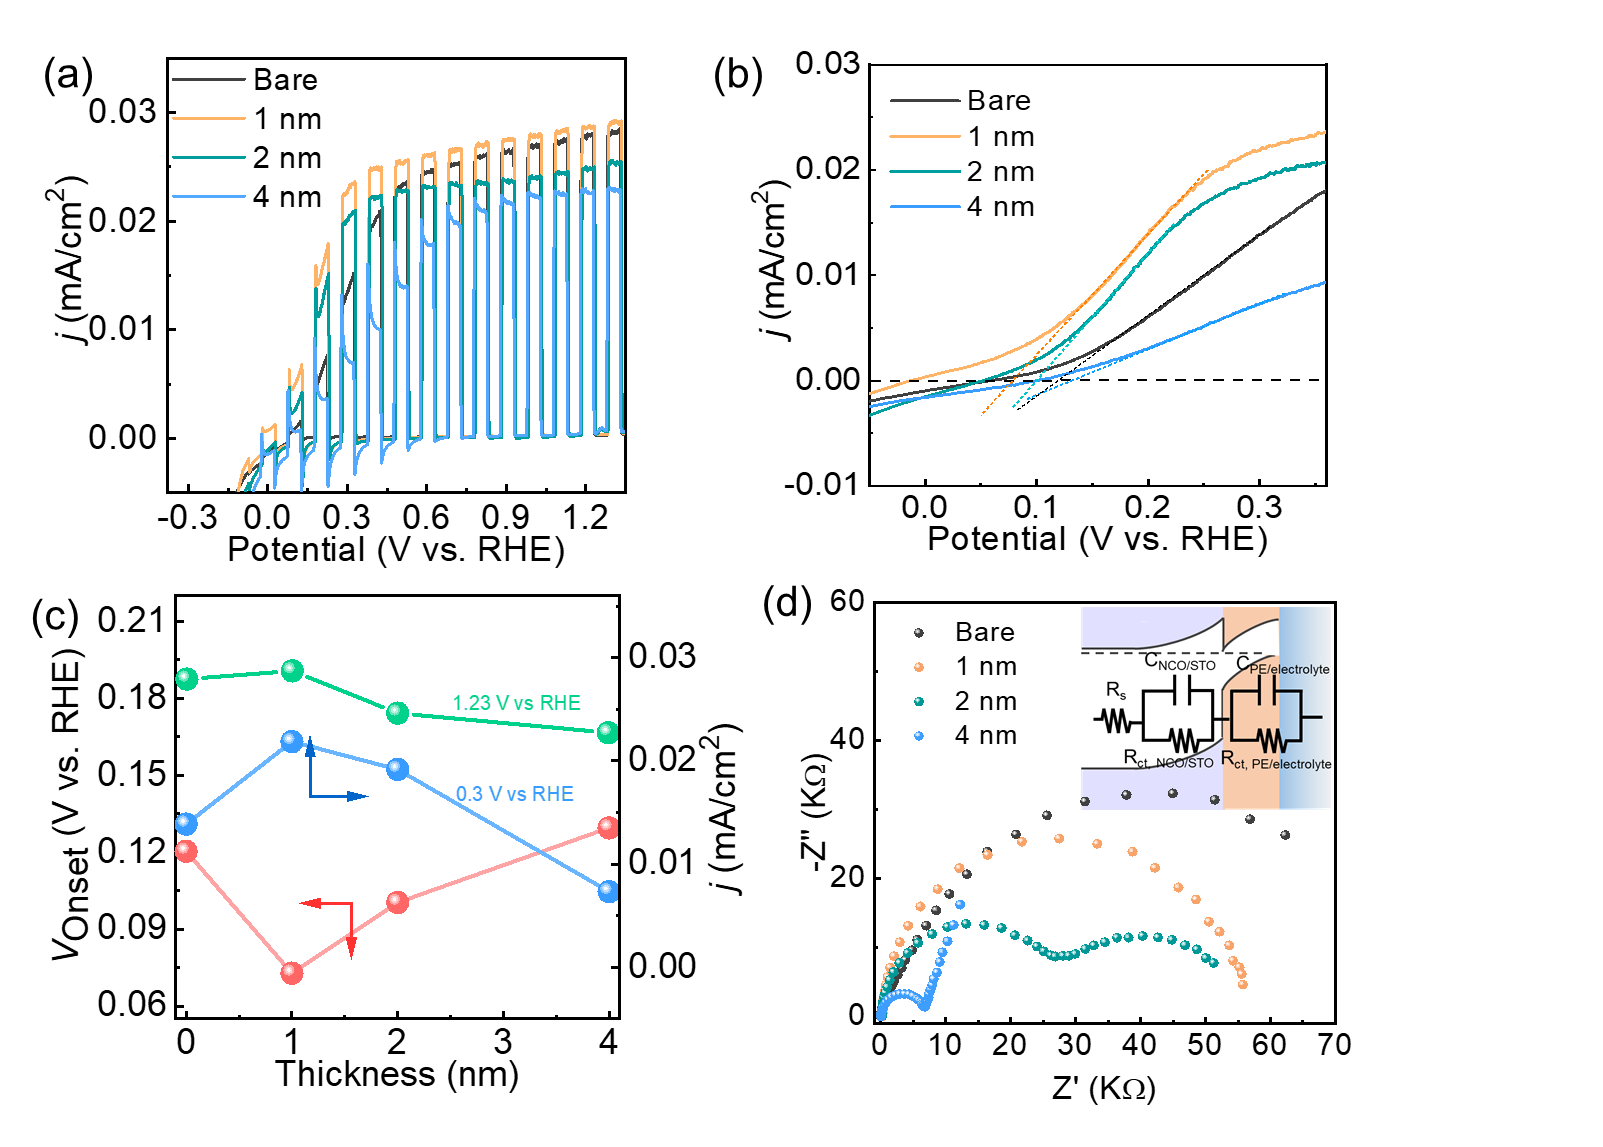 (a)
Bare
1 nm
2 nm
4 nm
0.03
0.02
0.01
0.00
j (mA/cm2)
-0.3 0.0 0.3 0.6 0.9 1.2
Potential (V vs. RHE)
(b)
Bare
1 nm
2 nm
4 nm
0.03
0.02
0.01
0.00
-0.01
j (mA/cm2)
0.0 0.1 0.2 0.3
Potential (V vs. RHE)
(c)
0.21
0.18
0.15
0.12
0.09
0.06
VOnset (V vs. RHE)
1.23 V vs RHE
0.3 V vs RHE
0.03
0.02
0.01
0.00
j (mA/cm2)
0 1 2 3 4
Thickness (nm)
(d)
Bare
1 nm
2 nm
4 nm
60
40
20
0
-Z'' (KΩ)
CNCO/STO
CPE/electrolyte
Rs
Rct, NCO/STO
Rct, PE/electrolyte
0 10 20 30 40 50 60 70
Z' (KΩ)